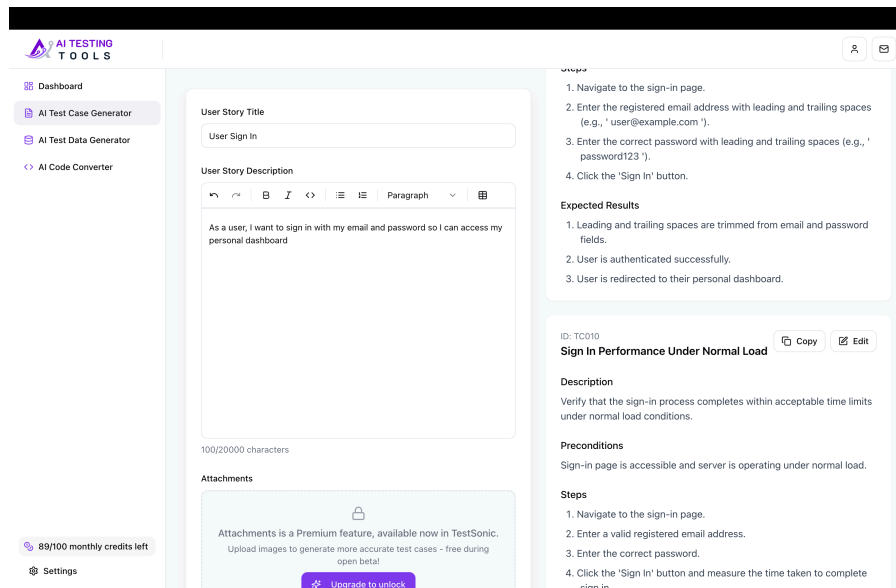 AI TESTING
TOOLS
Dashboard
AI Test Case Generator
AI Test Data Generator
AI Code Converter
89/100 monthly credits left
Settings
User Story Title
User Sign In
User Story Description
Paragraph
As a user, I want to sign in with my email and password so I can access my
personal dashboard
100/20000 characters
Attachments
Attachments is a Premium feature, available now in TestSonic.
Upload images to generate more accurate test cases - free during
open beta!
Upgrade to unlock
Steps
1. Navigate to the sign-in page.
2. Enter the registered email address with leading and trailing spaces
(e.g., ' user@example.com ').
3. Enter the correct password with leading and trailing spaces (e.g., '
password123 ').
4. Click the 'Sign In' button.
Expected Results
1. Leading and trailing spaces are trimmed from email and password
fields.
2. User is authenticated successfully.
3. User is redirected to their personal dashboard.
ID: TC010
Sign In Performance Under Normal Load
Copy
Edit
Description
Verify that the sign-in process completes within acceptable time limits
under normal load conditions.
Preconditions
Sign-in page is accessible and server is operating under normal load.
Steps
1. Navigate to the sign-in page.
2. Enter a valid registered email address.
3. Enter the correct password.
4. Click the 'Sign In' button and measure the time taken to complete
sign in